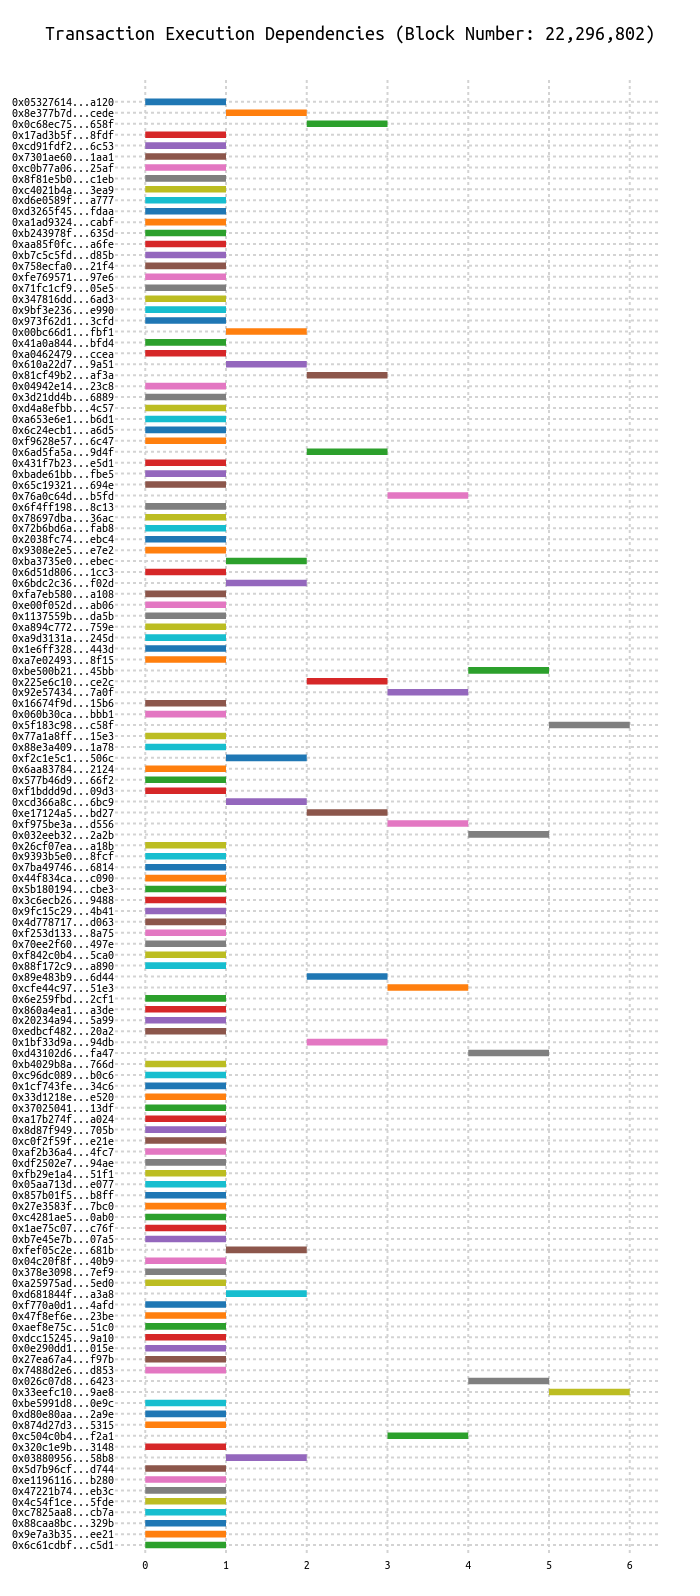 Transaction Execution Dependencies (Block Number: 22,296,802)
0x05327614...a120
0x8e377b7d...cede
0x0c68ec75...658f
0x17ad3b5f...8fdf
0xcd91fdf2...6c53
0x7301ae60...1aa1
0xc0b77a06...25af
0x8f81e5b0...c1eb
0xc4021b4a...3ea9
0xd6e0589f...a777
0xd3265f45...fdaa
0xa1ad9324...cabf
0xb243978f...635d
0xaa85f0fc...a6fe
0xb7c5c5fd...d85b
0x758ecfa0...21f4
0xfe769571...97e6
0x71fc1cf9...05e5
0x347816dd...6ad3
0x9bf3e236...e990
0x973f62d1...3cfd
0x00bc66d1...fbf1
0x41a0a844...bfd4
0xa0462479...ccea
0x610a22d7...9a51
0x81cf49b2...af3a
0x04942e14...23c8
0x3d21dd4b...6889
0xd4a8efbb...4c57
0xa653e6e1...b6d1
0x6c24ecb1...a6d5
0xf9628e57...6c47
0x6ad5fa5a...9d4f
0x431f7b23...e5d1
0xbade61bb...fbe5
0x65c19321...694e
0x76a0c64d...b5fd
0x6f4ff198...8c13
0x78697dba...36ac
0x72b6bd6a...fab8
0x2038fc74...ebc4
0x9308e2e5...e7e2
0xba3735e0...ebec
0x6d51d806...1cc3
0x6bdc2c36...f02d
0xfa7eb580...a108
0xe00f052d...ab06
0x1137559b...da5b
0xa894c772...759e
0xa9d3131a...245d
0x1e6ff328...443d
0xa7e02493...8f15
0xbe500b21...45bb
0x225e6c10...ce2c
0x92e57434...7a0f
0x16674f9d...15b6
0x060b30ca...bbb1
0x5f183c98...c58f
0x77a1a8ff...15e3
0x88e3a409...1a78
0xf2c1e5c1...506c
0x6aa83784...2124
0x577b46d9...66f2
0xf1bddd9d...09d3
0xcd366a8c...6bc9
0xe17124a5...bd27
0xf975be3a...d556
0x032eeb32...2a2b
0x26cf07ea...a18b
0x9393b5e0...8fcf
0x7ba49746...6814
0x44f834ca...c090
0x5b180194...cbe3
0x3c6ecb26...9488
0x9fc15c29...4b41
0x4d778717...d063
0xf253d133...8a75
0x70ee2f60...497e
0xf842c0b4...5ca0
0x88f172c9...a890
0x89e483b9...6d44
0xcfe44c97...51e3
0x6e259fbd...2cf1
0x860a4ea1...a3de
0x20234a94...5a99
0xedbcf482...20a2
0x1bf33d9a...94db
0xd43102d6...fa47
0xb4029b8a...766d
0xc96dc089...b0c6
0x1cf743fe...34c6
0x33d1218e...e520
0x37025041...13df
0xa17b274f...a024
0x8d87f949...705b
0xc0f2f59f...e21e
0xaf2b36a4...4fc7
0xdf2502e7...94ae
0xfb29e1a4...51f1
0x05aa713d...e077
0x857b01f5...b8ff
0x27e3583f...7bc0
0xc4281ae5...0ab0
0x1ae75c07...c76f
0xb7e45e7b...07a5
0xfef05c2e...681b
0x04c20f8f...40b9
0x378e3098...7ef9
0xa25975ad...5ed0
0xd681844f...a3a8
0xf770a0d1...4afd
0x47f8ef6e...23be
0xaef8e75c...51c0
0xdcc15245...9a10
0x0e290dd1...015e
0x27ea67a4...f97b
0x7488d2e6...d853
0x026c07d8...6423
0x33eefc10...9ae8
0xbe5991d8...0e9c
0xd80e80aa...2a9e
0x874d27d3...5315
0xc504c0b4...f2a1
0x320c1e9b...3148
0x03880956...58b8
0x5d7b96cf...d744
0xe1196116...b280
0x47221b74...eb3c
0x4c54f1ce...5fde
0xc7825aa8...cb7a
0x88caa8bc...329b
0x9e7a3b35...ee21
0x6c61cdbf...c5d1
0 1 2 3 4 5 6